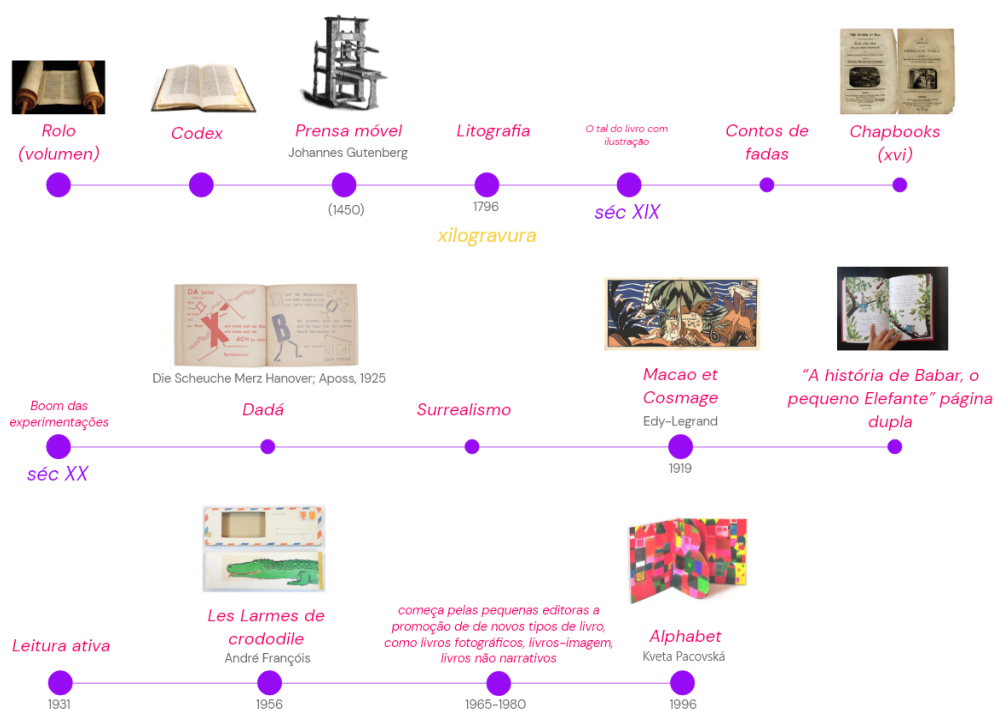 Rolo
(volumen)
Codex
Prensa móvel
Johannes Gutenberg
(1450)
Litografia
1796
xilogravura
O tal do livro com
ilustração
séc XIX
Contos de
fadas
Chapbooks
(xvi)
Boom das
experimentações
séc XX
DA
X
ACH
B
Die Scheuche Merz Hanover; Aposs, 1925
Dadá
Surrealismo
Macao et
Cosmage
Edy-Legrand
1919
“A história de Babar, o
pequeno Elefante” página
dupla
Leitura ativa
1931
Les Larmes de
crododile
André Françóis
1956
começa pelas pequenas editoras a
promoção de de novos tipos de livro,
como livros fotográficos, livros-imagem,
livros não narrativos
1965-1980
Alphabet
Kveta Pacovská
1996